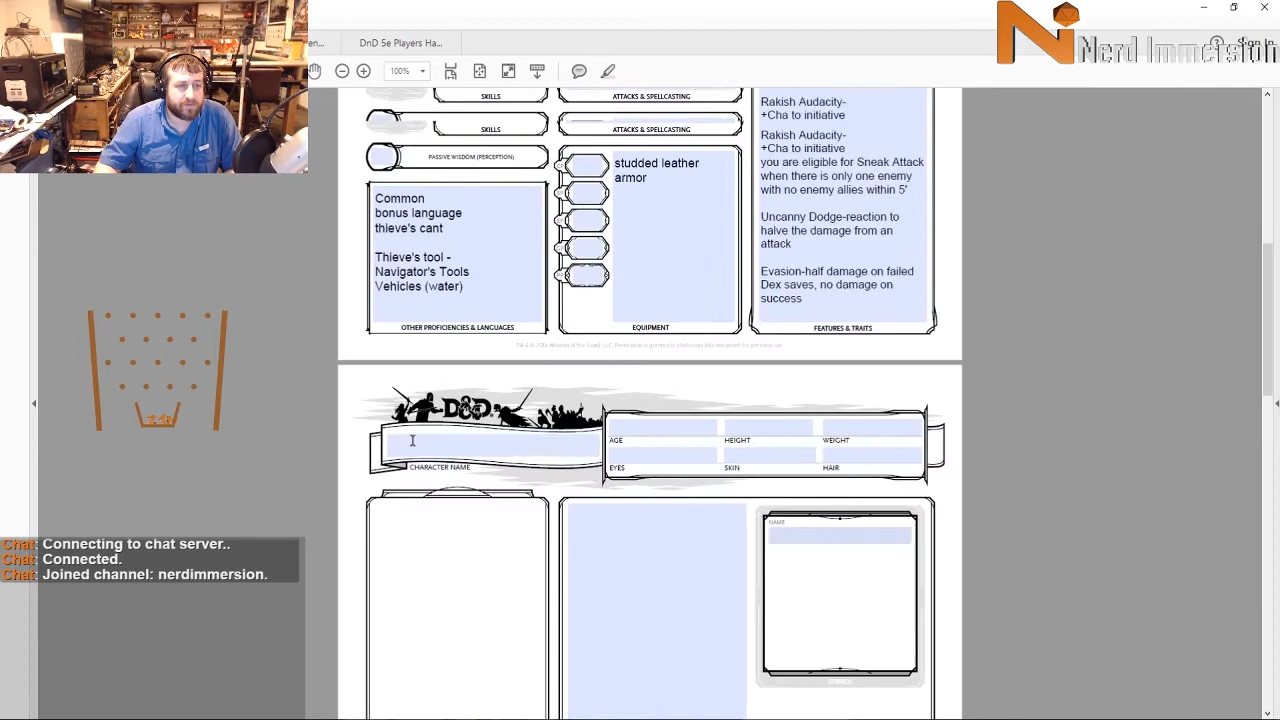 en...
DnD 5e Players Ha...
100%
Sign In
Nerd Immersion
SKILLS
ATTACKS & SPELLCASTING
SKILLS
ATTACKS & SPELLCASTING
PASSIVE WISDOM (PERCEPTION)
Common
bonus language
thieve's cant
Thieve's tool -
Navigator's Tools
Vehicles (water)
OTHER PROFICIENCIES & LANGUAGES
studded leather
armor
EQUIPMENT
Rakish Audacity-
+Cha to initiative
Rakish Audacity-
+Cha to initiative
you are eligible for Sneak Attack
when there is only one enemy
with no enemy allies within 5'
Uncanny Dodge-reaction to
halve the damage from an
attack
Evasion-half damage on failed
Dex saves, no damage on
success
FEATURES & TRAITS
D&D
CHARACTER NAME
AGE
HEIGHT
WEIGHT
EYES
SKIN
HAIR
NAME
SYMBOL
Chat: Connecting to chat server..
Chat: Connected.
Chat: Joined channel: nerdimmersion.